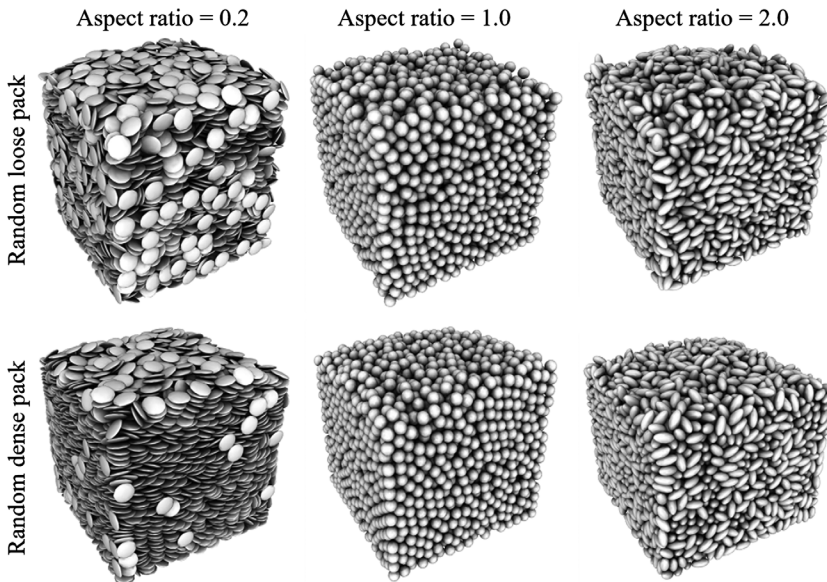 Aspect ratio = 0.2
Aspect ratio = 1.0
Aspect ratio = 2.0
Random loose pack
Random dense pack